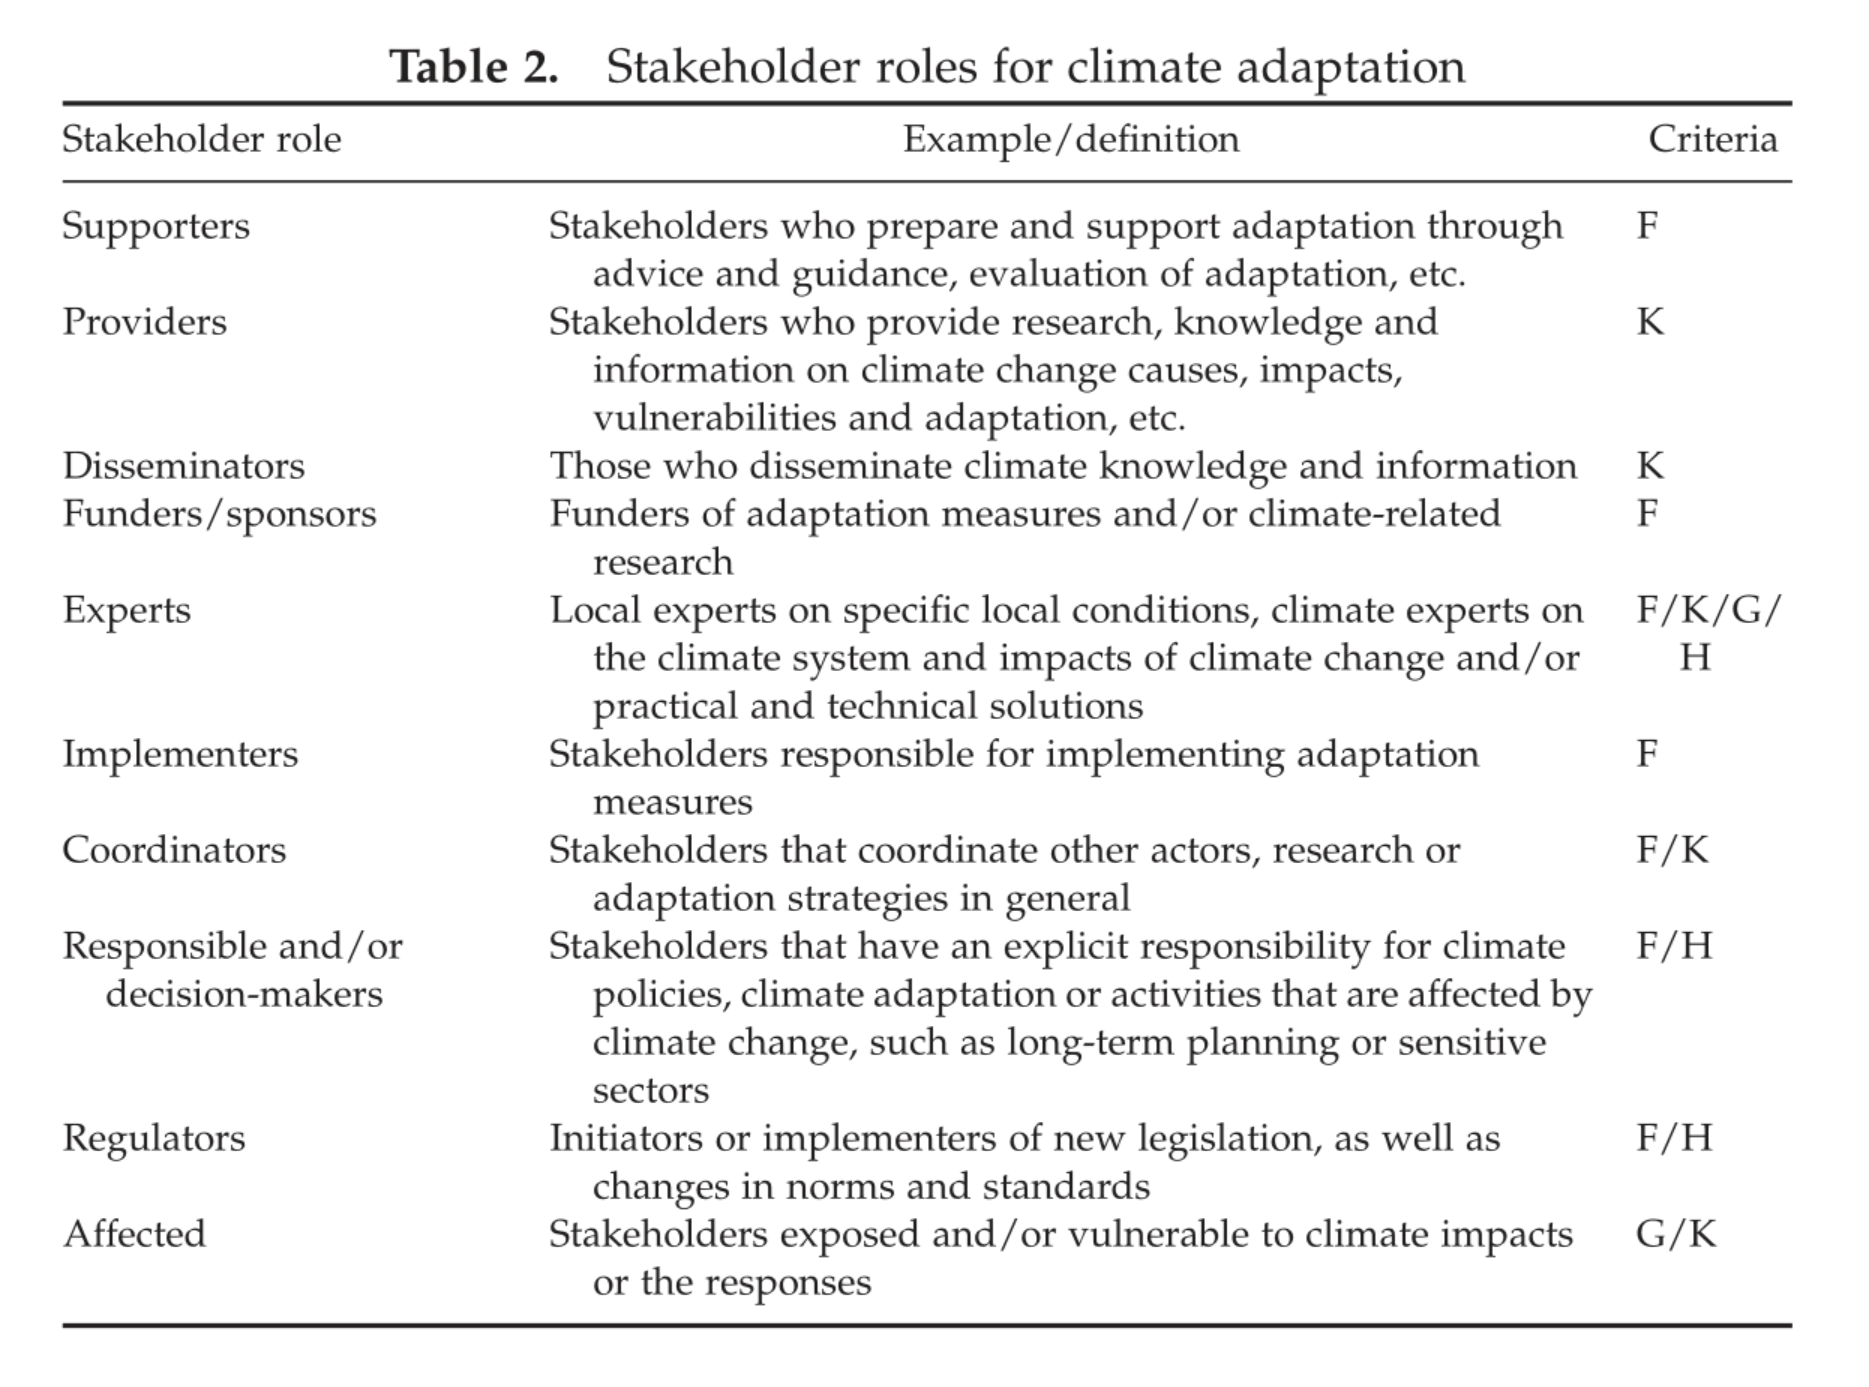 Table 2. Stakeholder roles for climate adaptation
Stakeholder role Example/definition Criteria
Supporters Stakeholders who prepare and support adaptation through F
advice and guidance, evaluation of adaptation, etc.
Providers Stakeholders who provide research, knowledge and K
information on climate change causes, impacts,
vulnerabilities and adaptation, etc.
Disseminators Those who disseminate climate knowledge and information K
Funders/sponsors Funders of adaptation measures and/or climate-related F
research
Experts Local experts on specific local conditions, climate experts on F/K/G/
the climate system and impacts of climate change and/or H
practical and technical solutions
Implementers Stakeholders responsible for implementing adaptation F
measures
Coordinators Stakeholders that coordinate other actors, research or F/K
adaptation strategies in general
Responsible and/or Stakeholders that have an explicit responsibility for climate F/H
decision-makers policies, climate adaptation or activities that are affected by
climate change, such as long-term planning or sensitive
sectors
Regulators Initiators or implementers of new legislation, as well as F/H
changes in norms and standards
Affected Stakeholders exposed and/or vulnerable to climate impacts G/K
or the responses